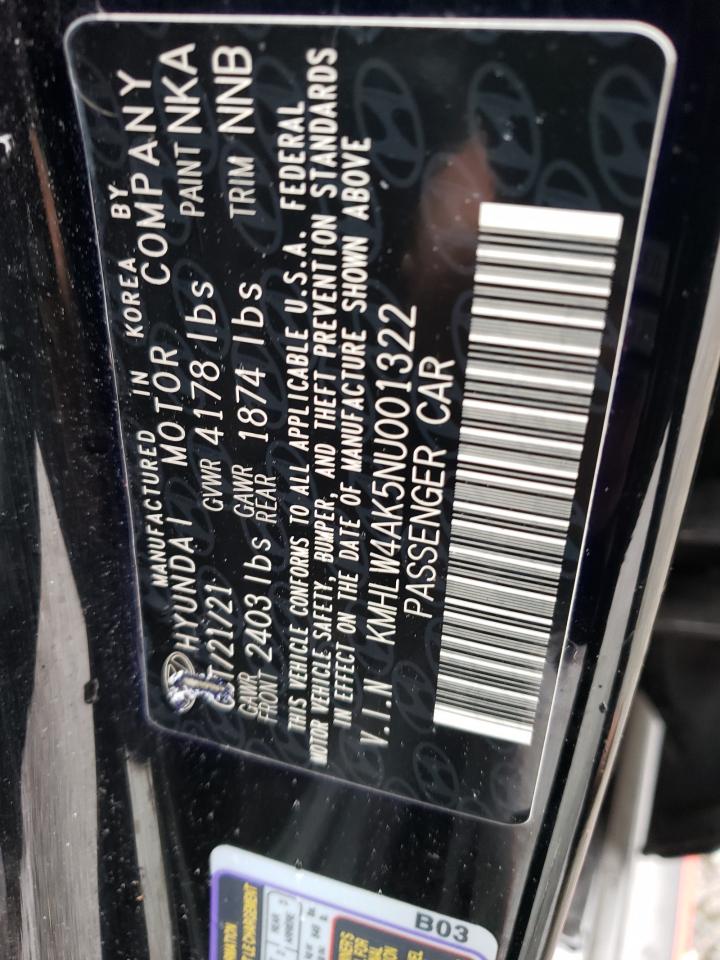 MANUFACTURED IN KOREA BY
HYUNDAI MOTOR COMPANY
/21/21 GVWR 4178 lbs PAINT NKA
GAWR FRONT 2403 lbs GAWR REAR 1874 lbs TRIM NNB
THIS VEHICLE CONFORMS TO ALL APPLICABLE U.S.A. FEDERAL
MOTOR VEHICLE SAFETY, BUMPER, AND THEFT PREVENTION STANDARDS
IN EFFECT ON THE DATE OF MANUFACTURE SHOWN ABOVE
V.I.N KMHLW4AK5NU001322
PASSENGER CAR
B03
REAR